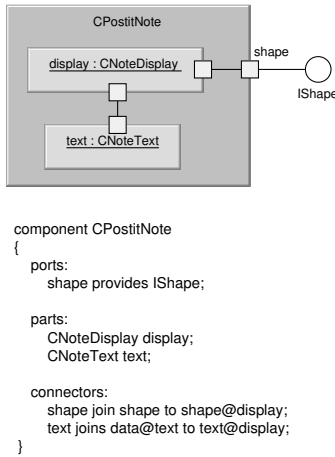 CPostitNote
shape
display : CNoteDisplay
IShape
text : CNoteText
component CPostitNote
{
ports:
shape provides IShape;
parts:
CNoteDisplay display;
CNoteText text;
connectors:
shape join shape to shape@display;
text joins data@text to text@display;
}